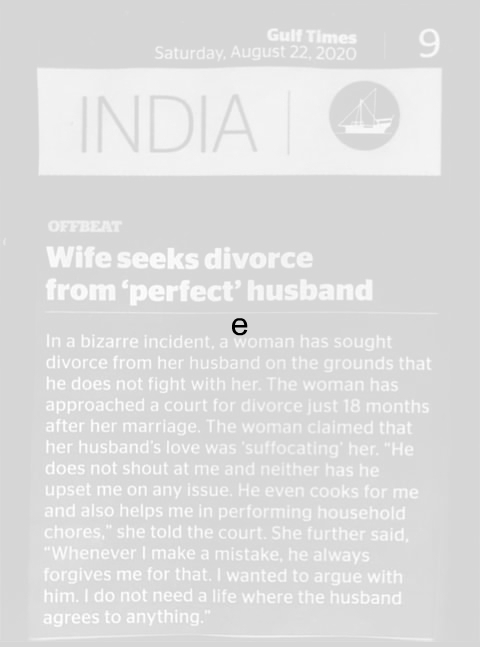 Gulf Times
Saturday, August 22, 2020
9
INDIA
OFFBEAT
Wife seeks divorce
from ‘perfect’ husband
e
In a bizarre incident, a woman has sought
divorce from her husband on the grounds that
he does not fight with her. The woman has
approached a court for divorce just 18 months
after her marriage. The woman claimed that
her husband’s love was ‘suffocating’ her. “He
does not shout at me and neither has he
upset me on any issue. He even cooks for me
and also helps me in performing household
chores,” she told the court. She further said,
“Whenever I make a mistake, he always
forgives me for that. I wanted to argue with
him. I do not need a life where the husband
agrees to anything.”